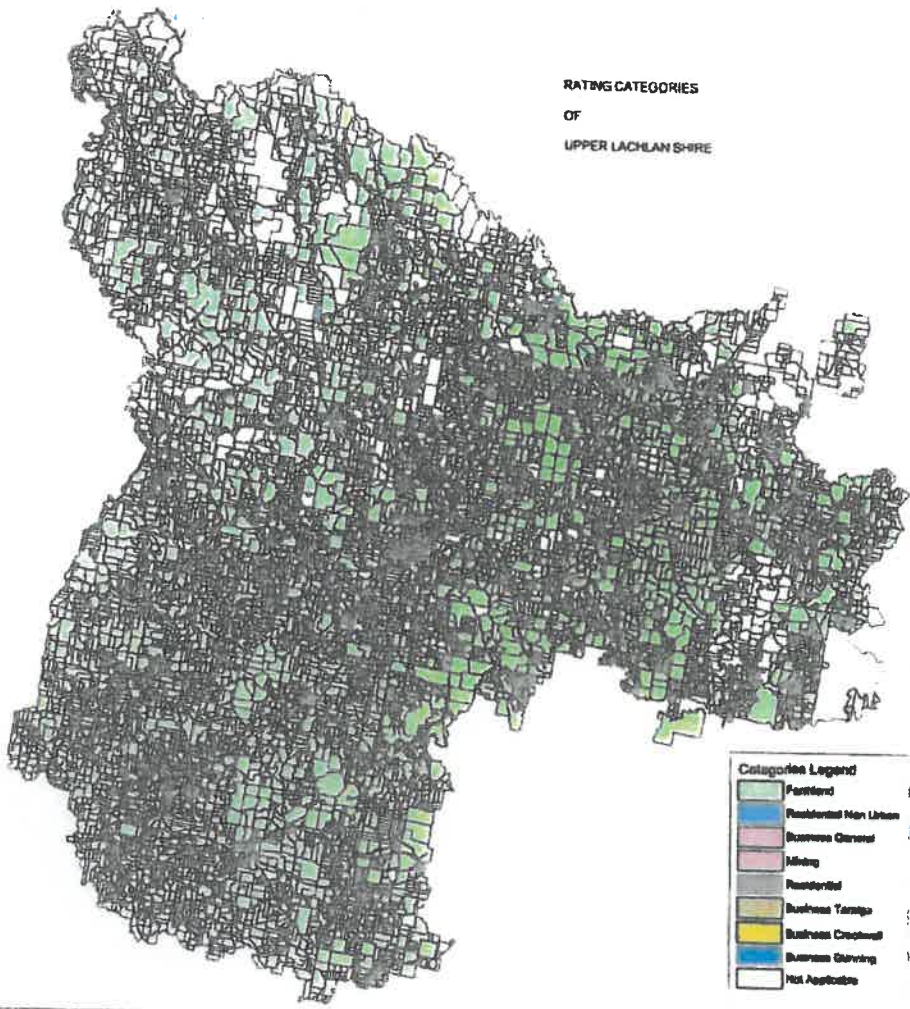 RATING CATEGORIES
OF
UPPER LACHLAN SHIRE
Categories Legend
Farmland
Residential Non Urban
Business General
Mining
Residential
Business Taralga
Business Crookwell
Business Gunning
Not Applicable